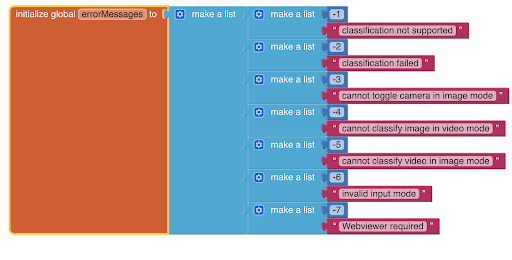 initialize global errorMessages to make a list make a list -1
" classification not supported "
make a list -2
" classification failed "
make a list -3
" cannot toggle camera in image mode "
make a list -4
" cannot classify image in video mode "
make a list -5
" cannot classify video in image mode "
make a list -6
" invalid input mode "
make a list -7
" Webviewer required "